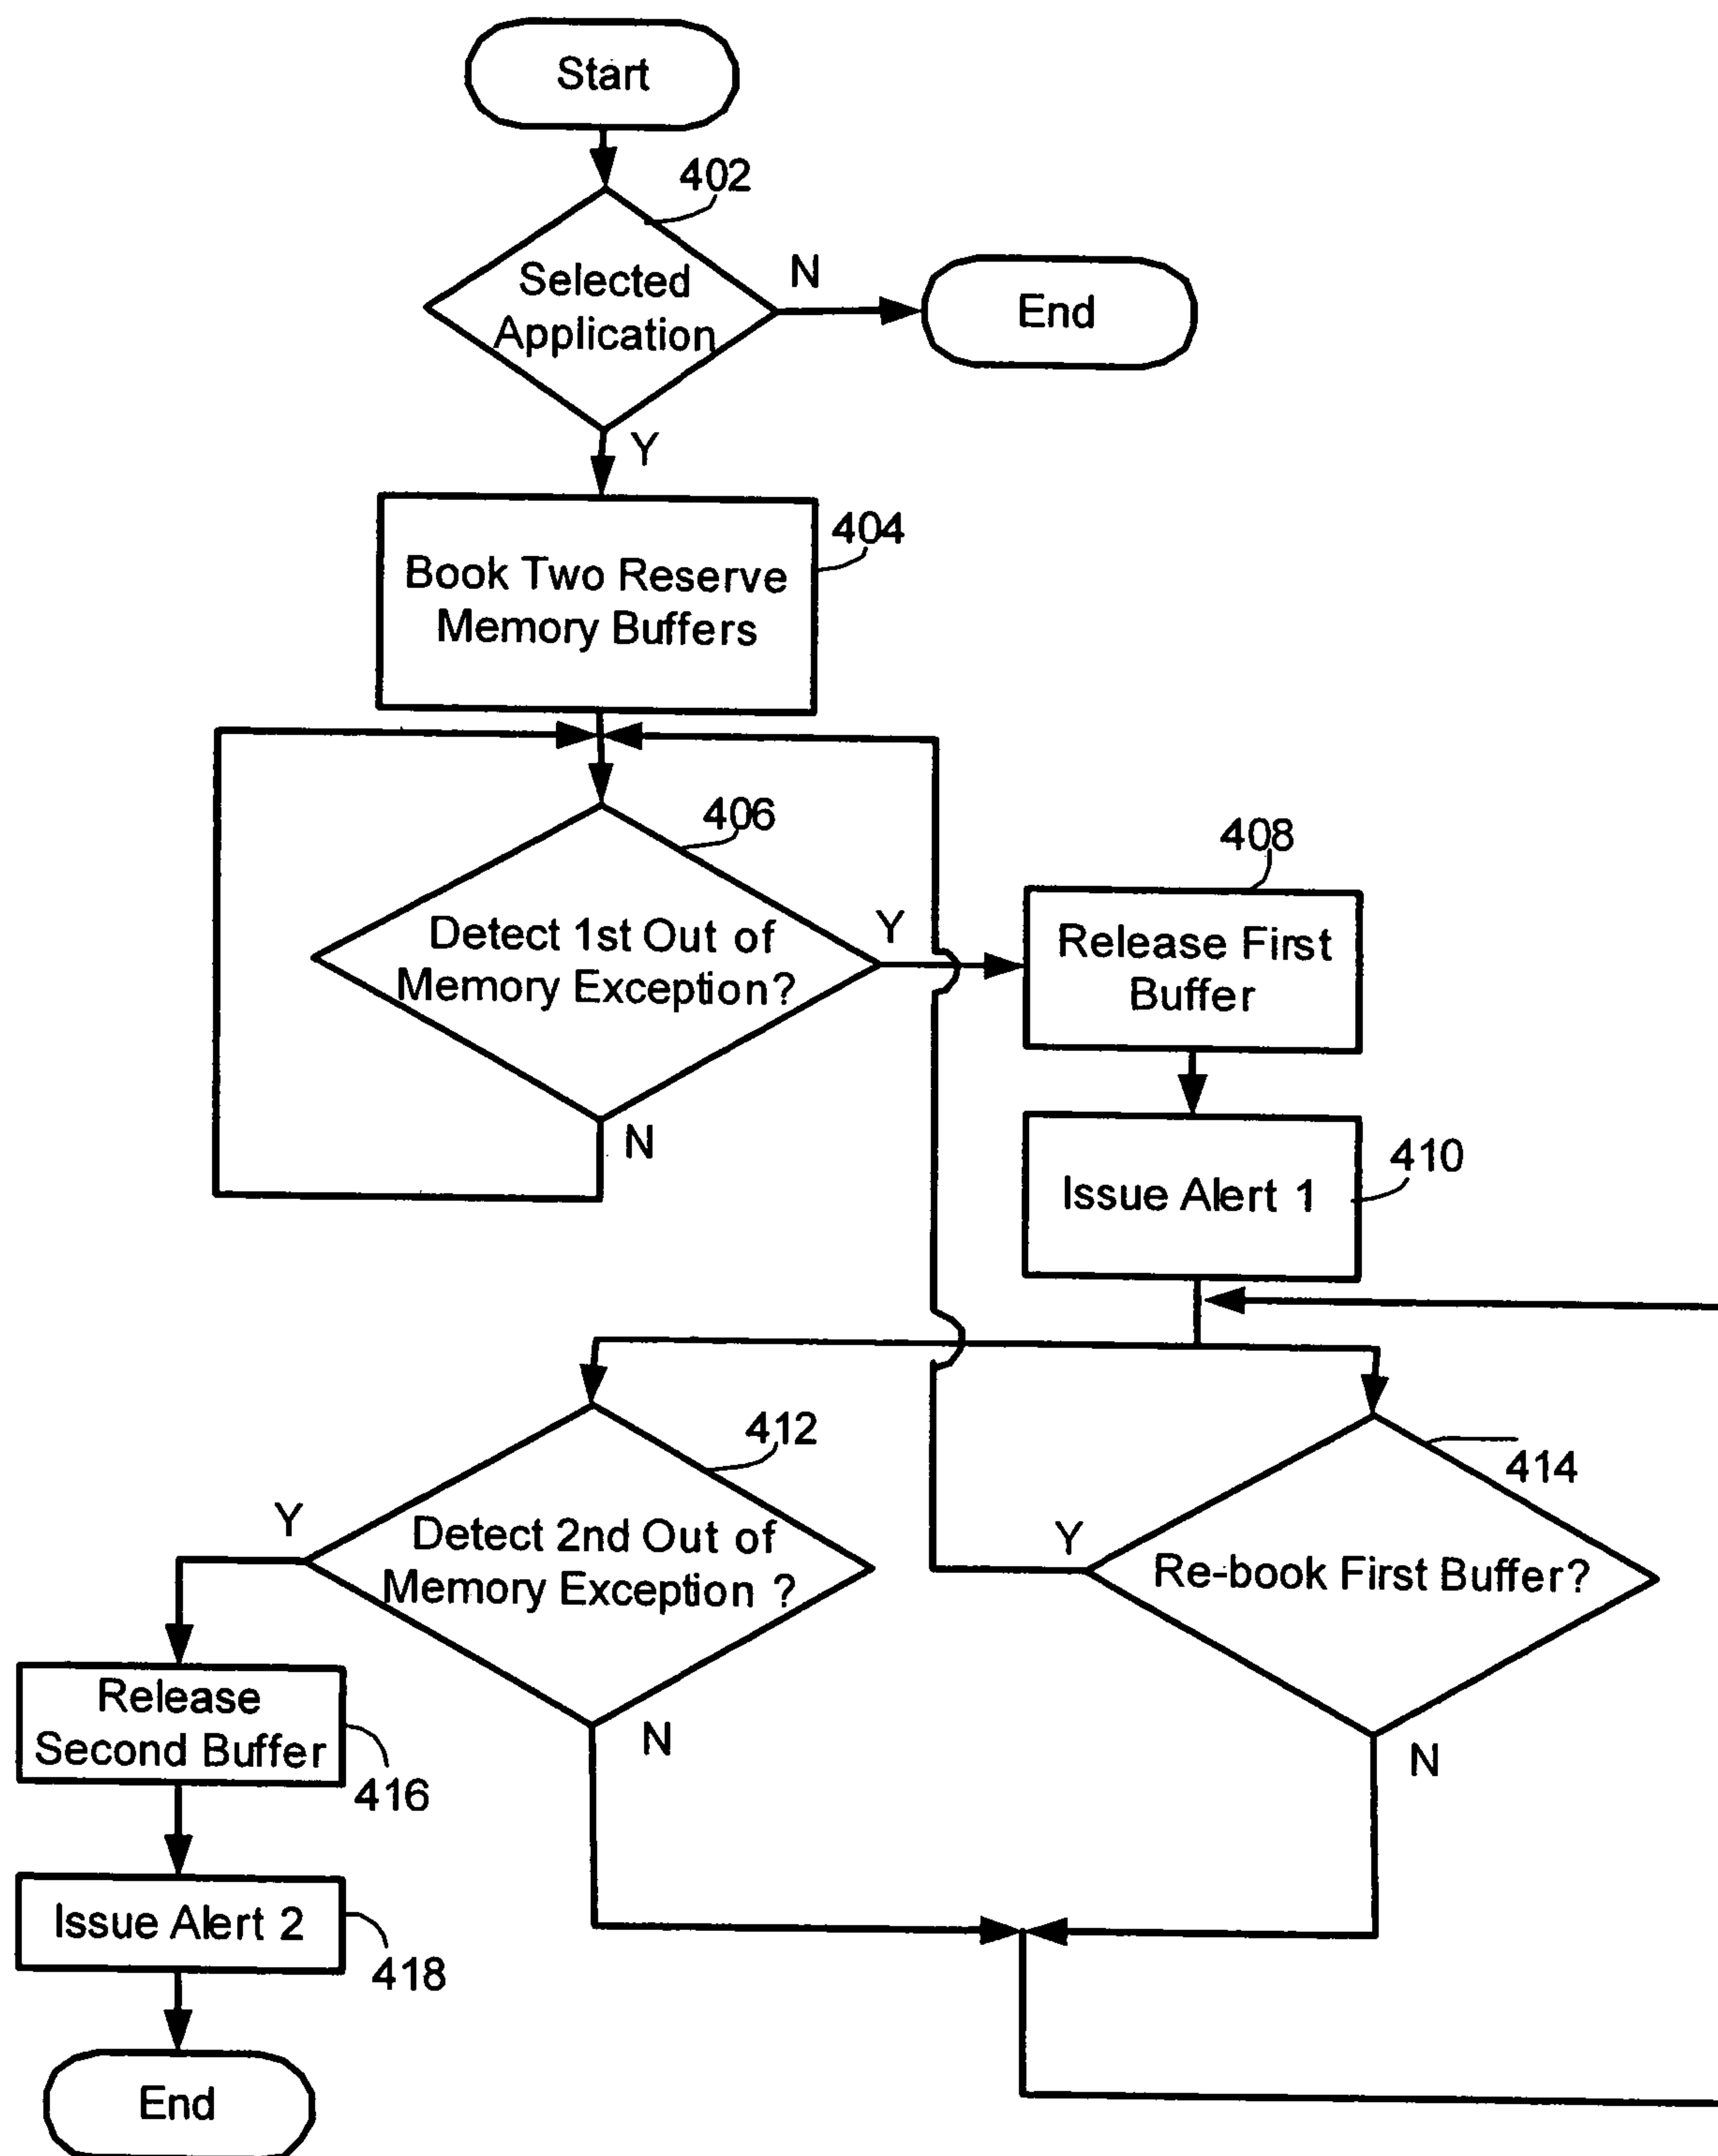 Start
402
Selected
Application
N
End
Y
404
Book Two Reserve
Memory Buffers
406
Detect 1st Out of
Memory Exception?
Y
N
408
Release First
Buffer
410
Issue Alert 1
412
Detect 2nd Out of
Memory Exception ?
Y
N
414
Re-book First Buffer?
Y
N
Release
Second Buffer
416
Issue Alert 2
418
End